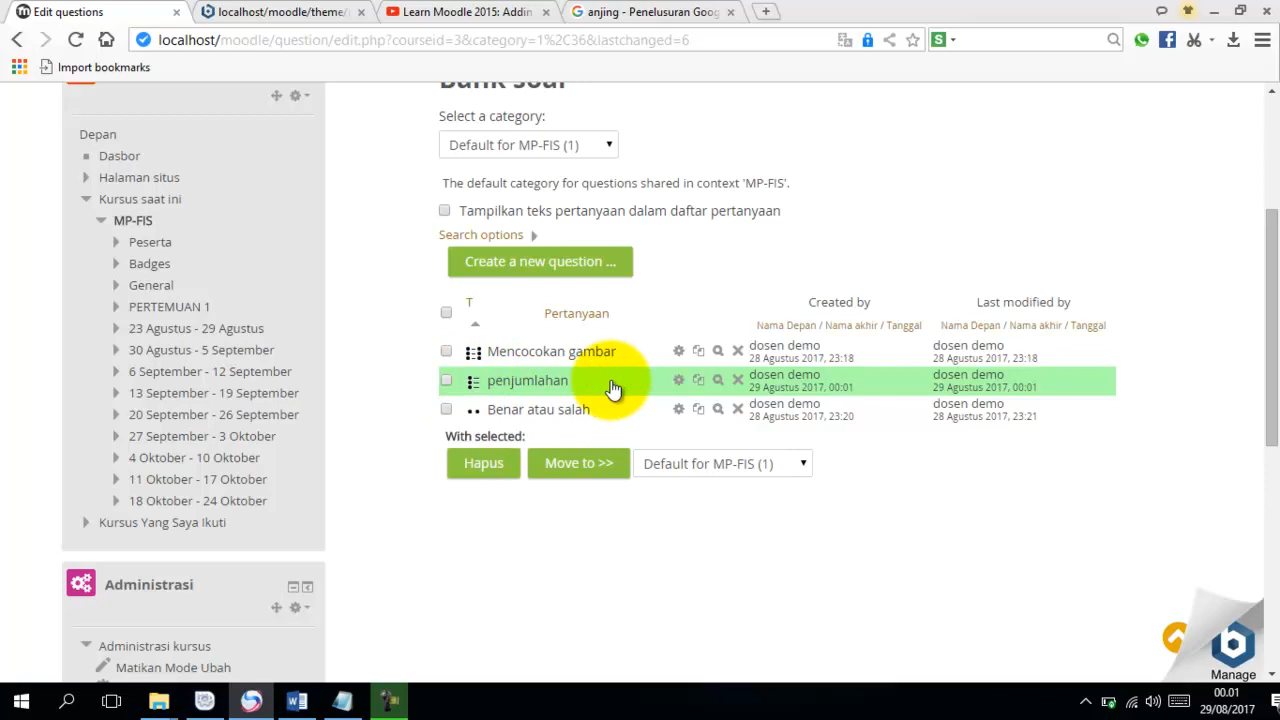 Edit questions
localhost/moodle/theme/
Learn Moodle 2015: Addin
anjing - Penelusuran Goog
localhost/moodle/question/edit.php?courseid=3&category=1%2C36&lastchanged=6
S
Import bookmarks
Bank soal
Select a category:
Default for MP-FIS (1)
The default category for questions shared in context 'MP-FIS'.
Tampilkan teks pertanyaan dalam daftar pertanyaan
Search options
Create a new question ...
T
Pertanyaan
Created by
Last modified by
Nama Depan / Nama akhir / Tanggal
Nama Depan / Nama akhir / Tanggal
Mencocokan gambar
dosen demo
28 Agustus 2017, 23:18
dosen demo
28 Agustus 2017, 23:18
penjumlahan
dosen demo
29 Agustus 2017, 00:01
dosen demo
29 Agustus 2017, 00:01
Benar atau salah
dosen demo
28 Agustus 2017, 23:20
dosen demo
28 Agustus 2017, 23:21
With selected:
Hapus
Move to >>
Default for MP-FIS (1)
Depan
Dasbor
Halaman situs
Kursus saat ini
MP-FIS
Peserta
Badges
General
PERTEMUAN 1
23 Agustus - 29 Agustus
30 Agustus - 5 September
6 September - 12 September
13 September - 19 September
20 September - 26 September
27 September - 3 Oktober
4 Oktober - 10 Oktober
11 Oktober - 17 Oktober
18 Oktober - 24 Oktober
Kursus Yang Saya Ikuti
Administrasi
Administrasi kursus
Matikan Mode Ubah
Manage
00.01
29/08/2017